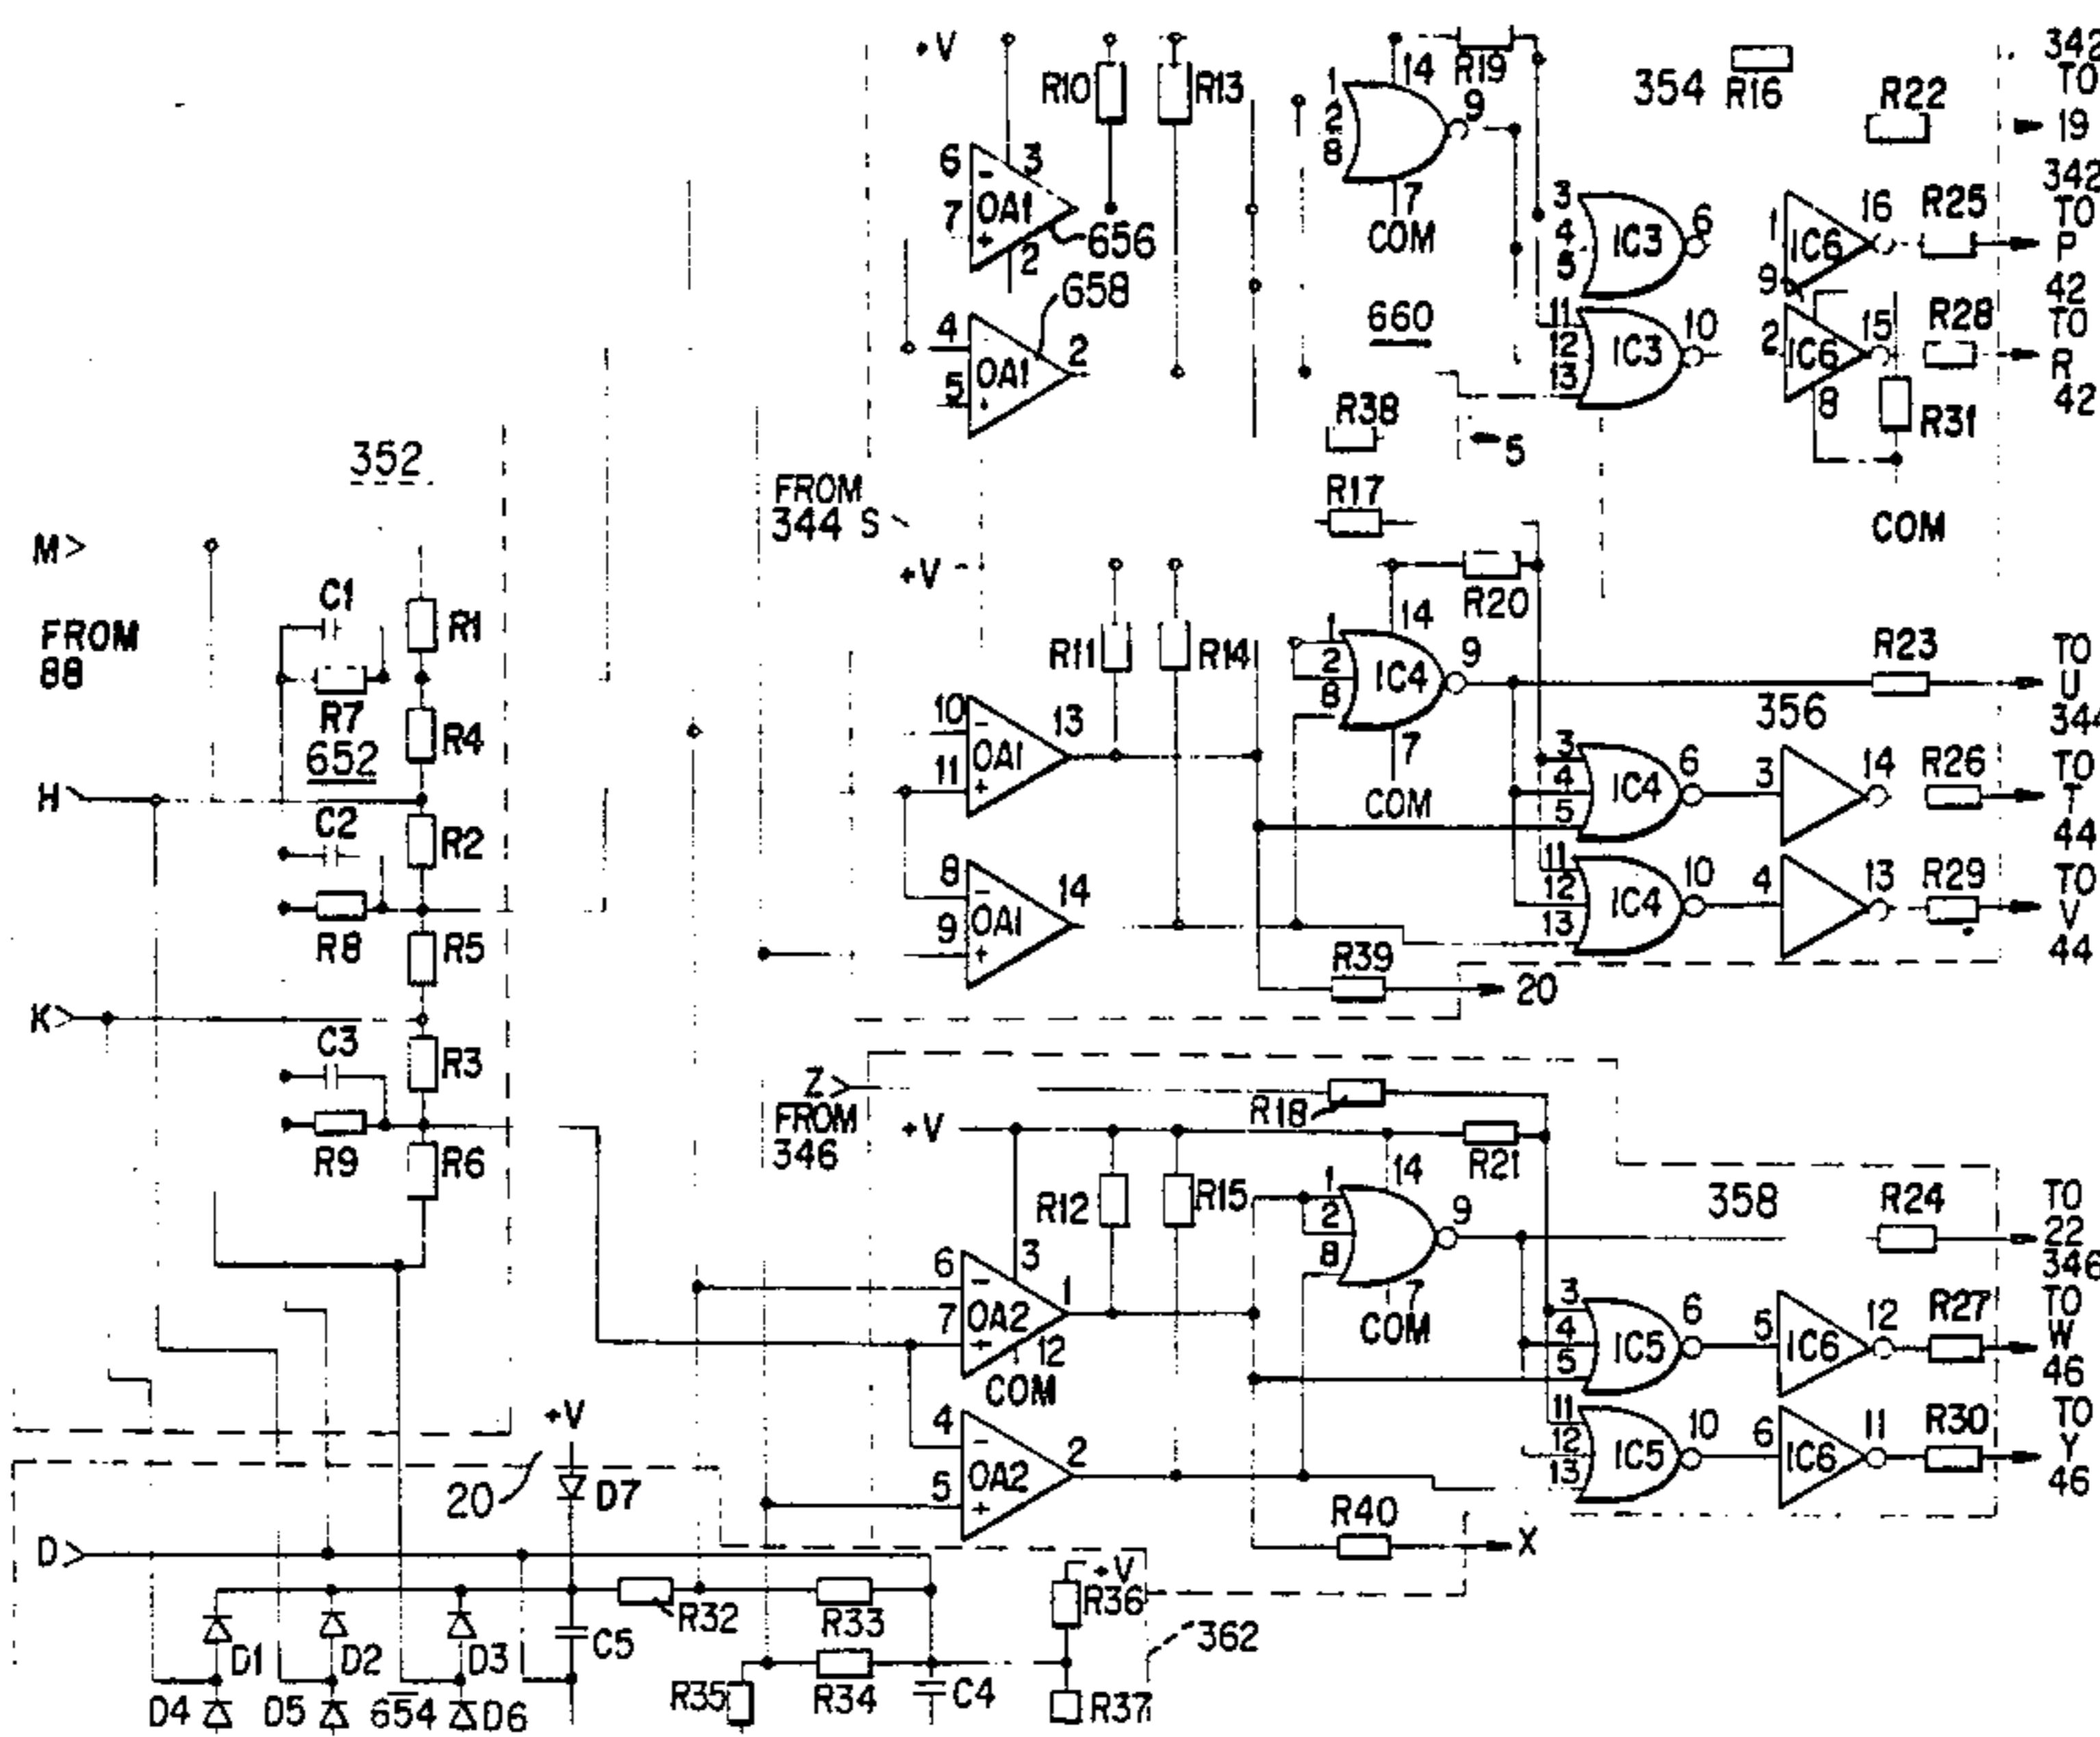 +V
R10
R13
1
2
8
14
R19
9
7
COM
354
R16
R22
342
TO
19
6
7
OA1
3
2
656
658
4
5
OA1
2
660
3
4
5
IC3
6
11
12
13
IC3
10
1
IC6
16
9
2
IC6
15
8
R25
R28
R31
342
TO
P
42
TO
R
42
R38
5
352
FROM
344 S
R17
COM
M
+V
FROM
88
C1
R1
R7
R4
652
H
C2
R2
R8
R5
K
C3
R3
R9
R6
R11
R14
R20
1
2
8
IC4
14
9
7
COM
R23
TO
U
344
356
10
11
OA1
13
8
9
OA1
14
3
4
5
IC4
6
11
12
13
IC4
10
3
14
R26
TO
T
44
4
13
R29
TO
V
44
R39
20
Z
FROM
346
R18
+V
R12
R15
R21
1
2
8
14
9
7
COM
358
R24
TO
22
346
6
7
OA2
3
1
12
COM
4
5
OA2
2
3
4
5
IC5
6
11
12
13
IC5
10
5
IC6
12
R27
TO
W
46
6
IC6
11
R30
TO
Y
46
R40
X
+V
20
D7
D
R32
R33
+V
R36
D1
D2
D3
C5
362
D4
D5
654
D6
R35
R34
C4
R37